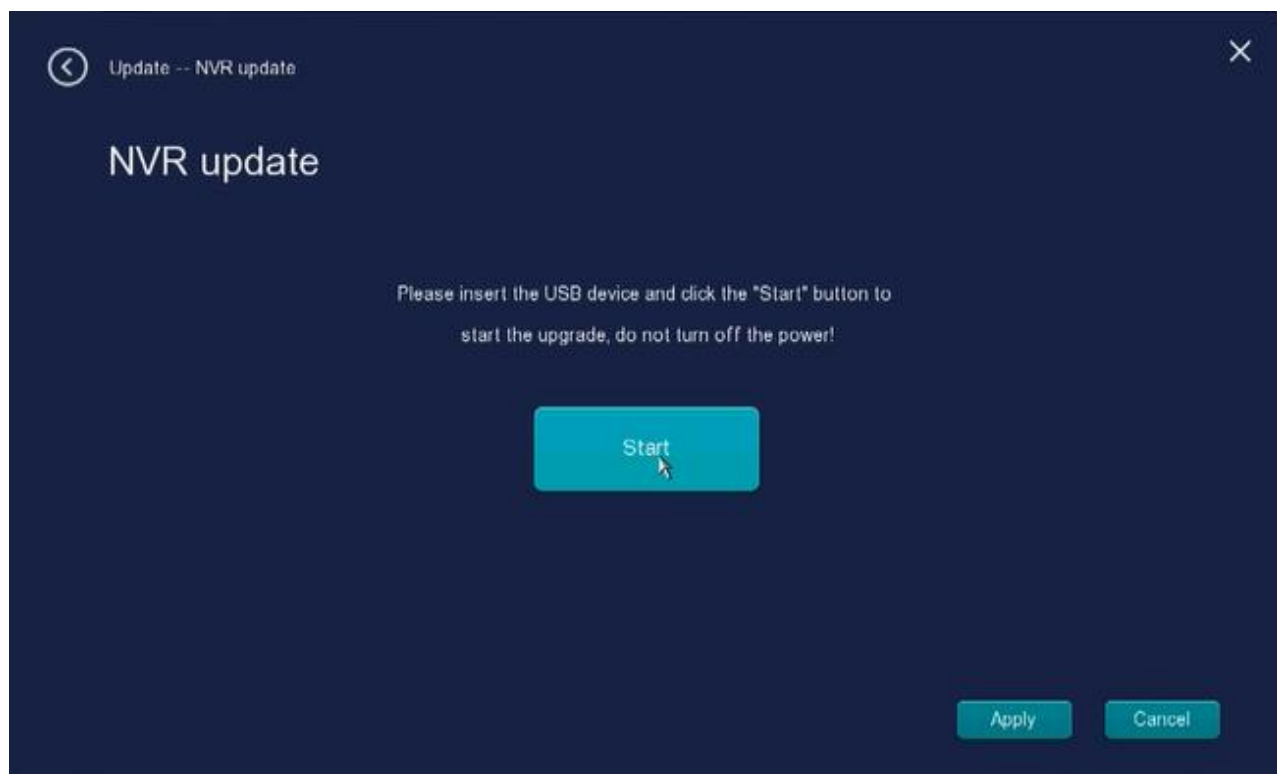 Update -- NVR update
NVR update
Please insert the USB device and click the "Start" button to
start the upgrade, do not turn off the power!
Start
Apply
Cancel